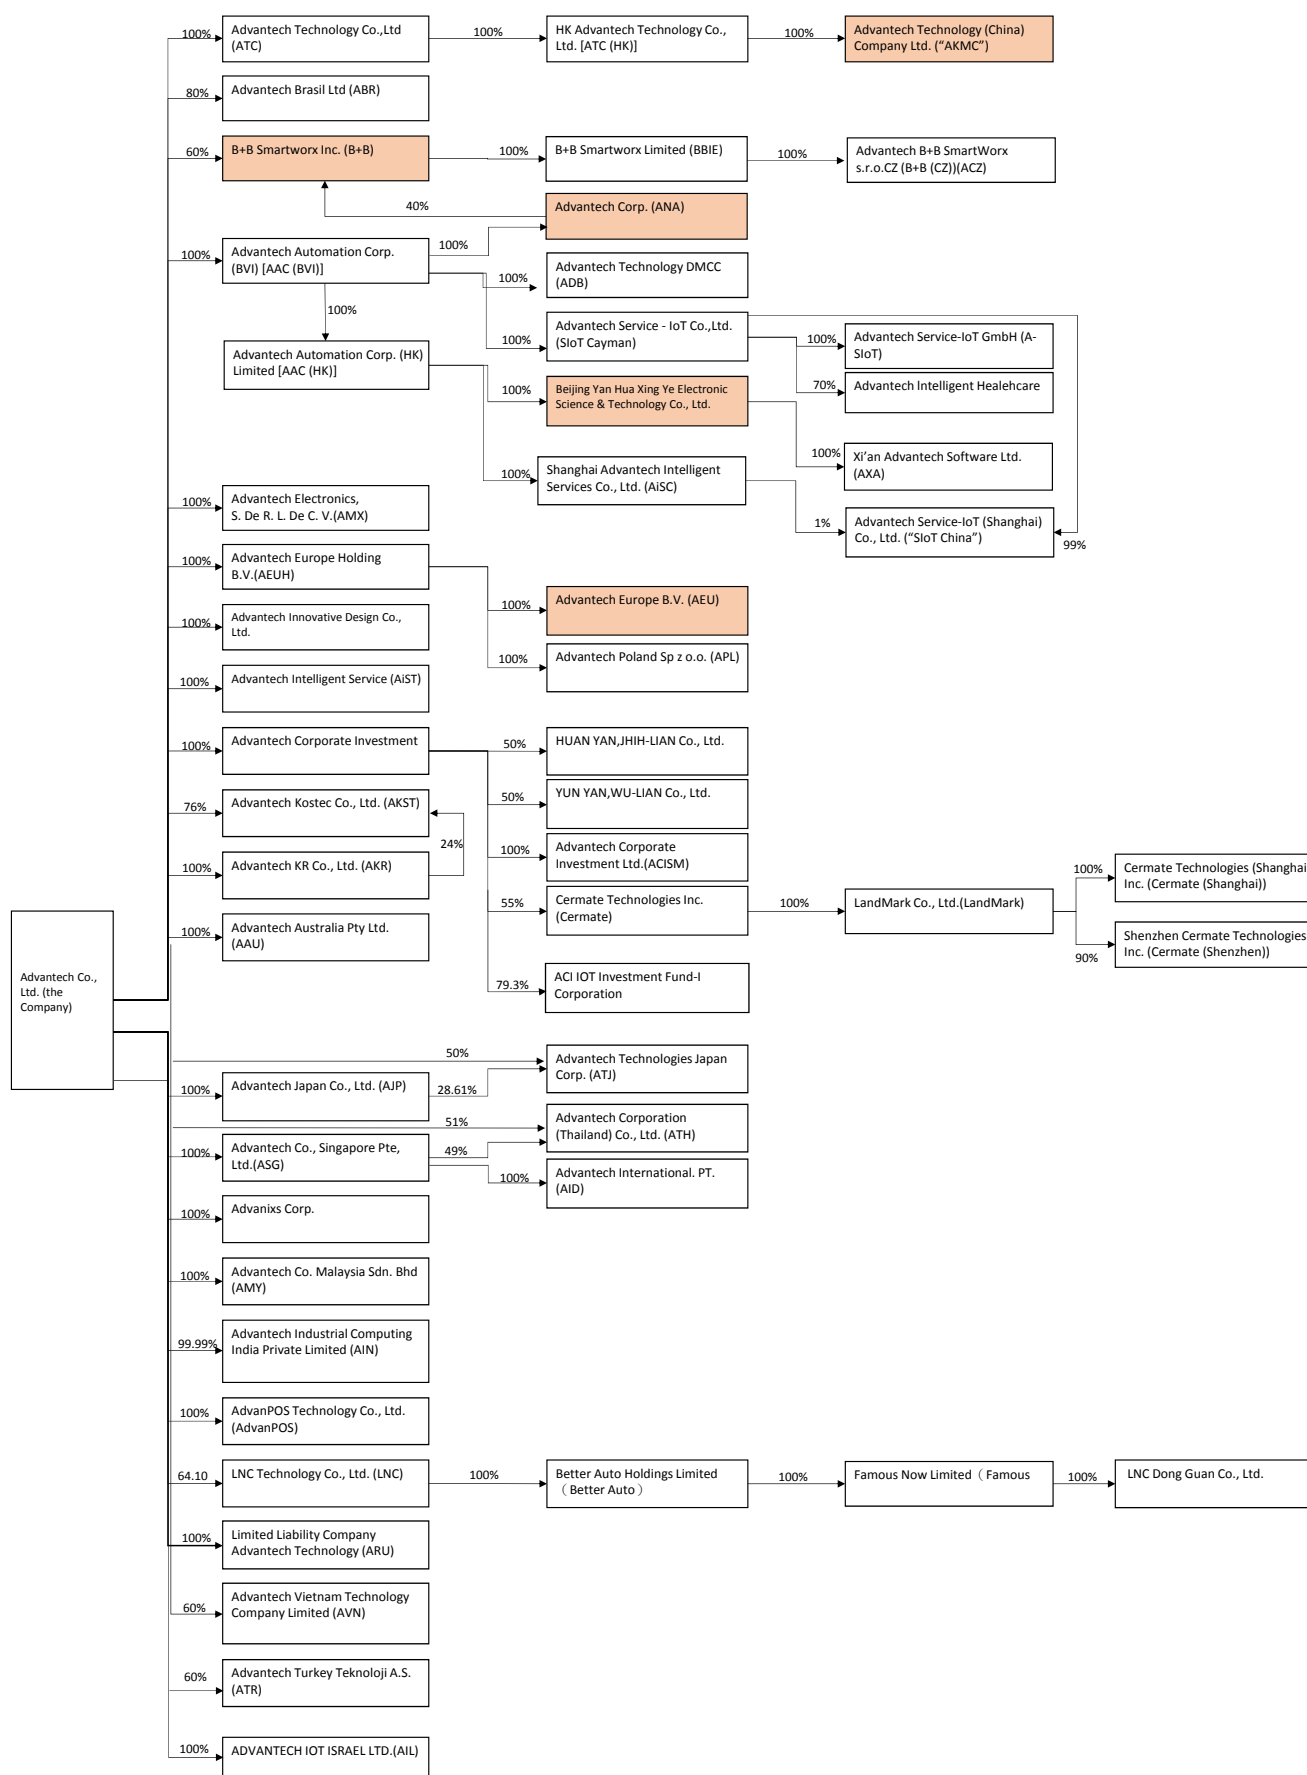 100%
Advantech Technology Co.,Ltd
(ATC)
100%
HK Advantech Technology Co.,
Ltd. [ATC (HK)]
100%
Advantech Technology (China)
Company Ltd. (“AKMC”)
80%
Advantech Brasil Ltd (ABR)
60%
B+B Smartworx Inc. (B+B)
100%
B+B Smartworx Limited (BBIE)
100%
Advantech B+B SmartWorx
s.r.o.CZ (B+B (CZ))(ACZ)
40%
Advantech Corp. (ANA)
100%
Advantech Automation Corp.
(BVI) [AAC (BVI)]
100%
100%
Advantech Technology DMCC
(ADB)
100%
100%
Advantech Service - IoT Co.,Ltd.
(SIoT Cayman)
100%
Advantech Service-IoT GmbH (A-
SIoT)
Advantech Automation Corp. (HK)
Limited [AAC (HK)]
100%
Beijing Yan Hua Xing Ye Electronic
Science & Technology Co., Ltd.
70%
Advantech lntelligent Healehcare
100%
Xi’an Advantech Software Ltd.
(AXA)
100%
Shanghai Advantech Intelligent
Services Co., Ltd. (AiSC)
1%
Advantech Service-IoT (Shanghai)
Co., Ltd. (“SIoT China”)
99%
100%
Advantech Electronics,
S. De R. L. De C. V.(AMX)
100%
Advantech Europe Holding
B.V.(AEUH)
100%
Advantech Europe B.V. (AEU)
100%
Advantech Innovative Design Co.,
Ltd.
100%
Advantech Poland Sp z o.o. (APL)
100%
Advantech Intelligent Service (AiST)
100%
Advantech Corporate Investment
50%
HUAN YAN,JHIH-LIAN Co., Ltd.
76%
Advantech Kostec Co., Ltd. (AKST)
50%
YUN YAN,WU-LIAN Co., Ltd.
24%
100%
Advantech Corporate
Investment Ltd.(ACISM)
100%
Advantech KR Co., Ltd. (AKR)
55%
Cermate Technologies Inc.
(Cermate)
100%
LandMark Co., Ltd.(LandMark)
100%
Cermate Technologies (Shanghai
Inc. (Cermate (Shanghai))
90%
Shenzhen Cermate Technologies
Inc. (Cermate (Shenzhen))
100%
Advantech Australia Pty Ltd.
(AAU)
79.3%
ACI IOT Investment Fund-I
Corporation
Advantech Co.,
Ltd. (the
Company)
50%
Advantech Technologies Japan
Corp. (ATJ)
100%
Advantech Japan Co., Ltd. (AJP)
28.61%
51%
Advantech Corporation
(Thailand) Co., Ltd. (ATH)
100%
Advantech Co., Singapore Pte,
Ltd.(ASG)
49%
100%
Advantech International. PT.
(AID)
100%
Advanixs Corp.
100%
Advantech Co. Malaysia Sdn. Bhd
(AMY)
99.99%
Advantech Industrial Computing
India Private Limited (AIN)
100%
AdvanPOS Technology Co., Ltd.
(AdvanPOS)
64.10
LNC Technology Co., Ltd. (LNC)
100%
Better Auto Holdings Limited
（Better Auto）
100%
Famous Now Limited（Famous
100%
LNC Dong Guan Co., Ltd.
100%
Limited Liability Company
Advantech Technology (ARU)
60%
Advantech Vietnam Technology
Company Limited (AVN)
60%
Advantech Turkey Teknoloji A.S.
(ATR)
100%
ADVANTECH IOT ISRAEL LTD.(AIL)